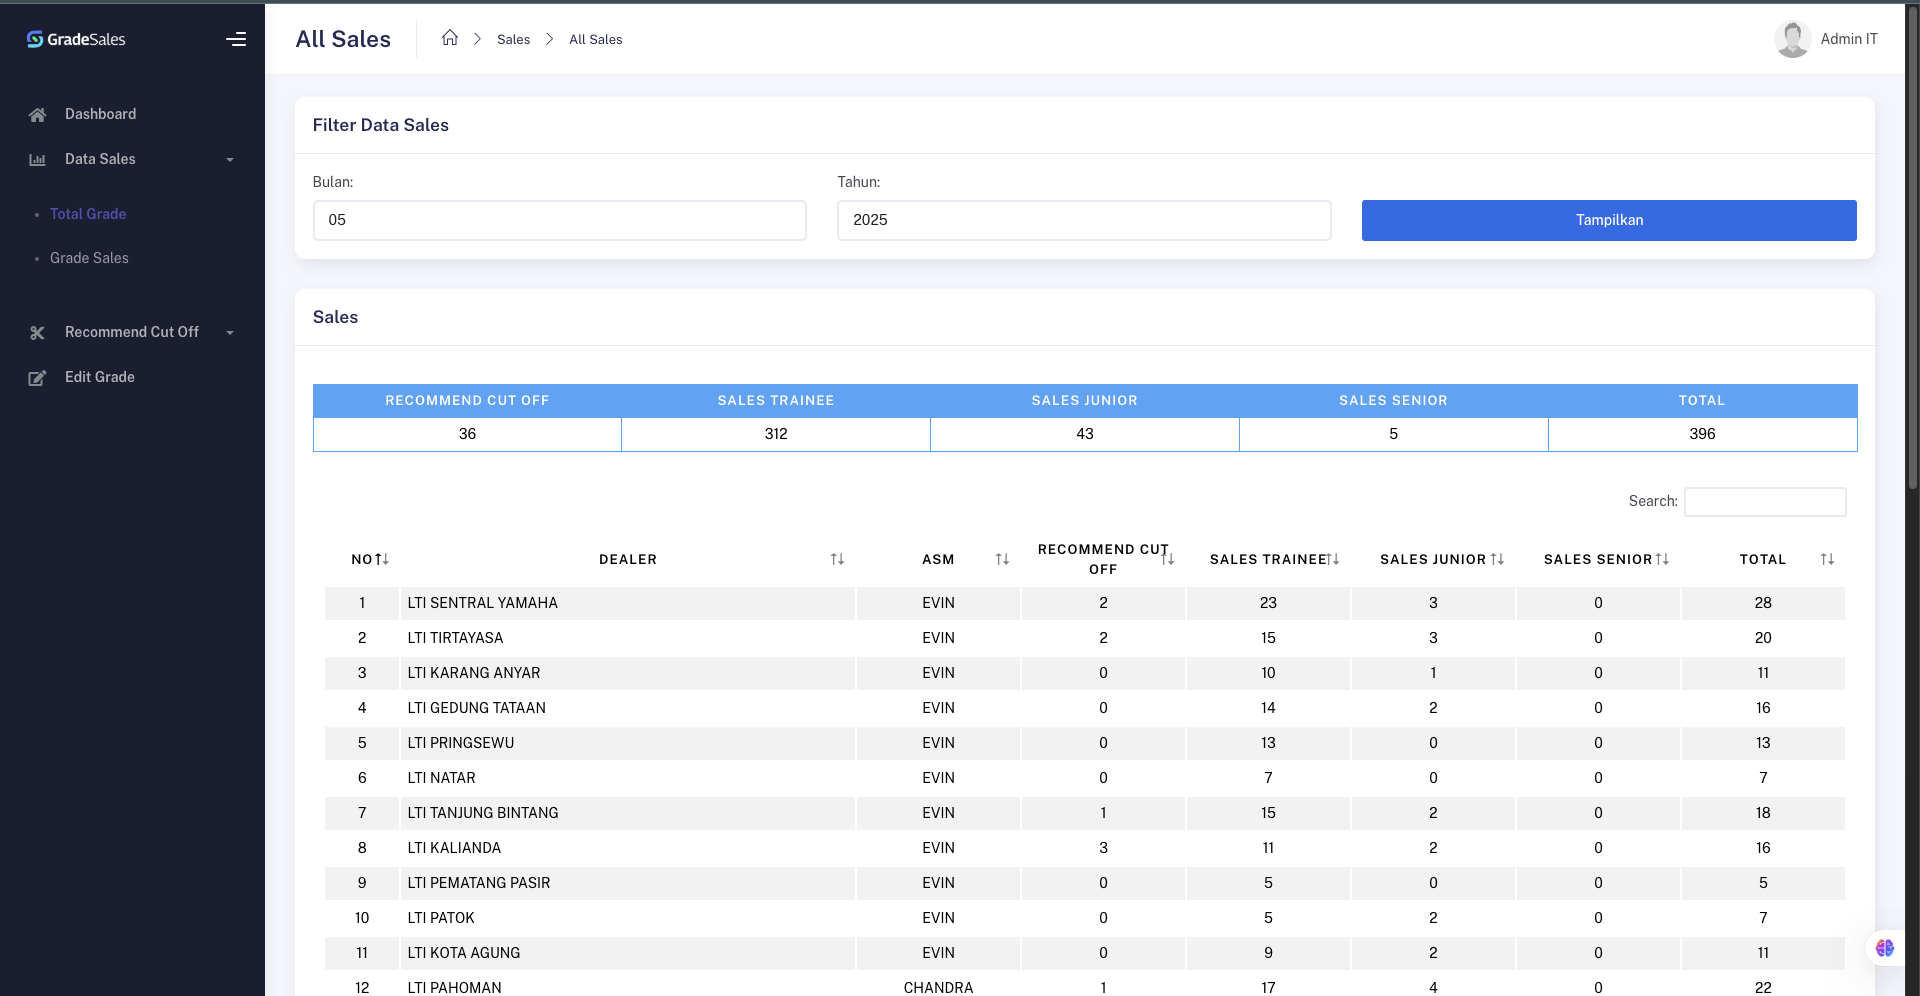 GradeSales
All Sales
Sales
All Sales
Admin IT
Dashboard
Data Sales
Total Grade
Grade Sales
Recommend Cut Off
Edit Grade
Filter Data Sales
Bulan:
Tahun:
05
2025
Tampilkan
Sales
RECOMMEND CUT OFF SALES TRAINEE SALES JUNIOR SALES SENIOR TOTAL
36 312 43 5 396
Search:
NO DEALER ASM RECOMMEND CUT OFF SALES TRAINEE SALES JUNIOR SALES SENIOR TOTAL
1 LTI SENTRAL YAMAHA EVIN 2 23 3 0 28
2 LTI TIRTAYASA EVIN 2 15 3 0 20
3 LTI KARANG ANYAR EVIN 0 10 1 0 11
4 LTI GEDUNG TATAAN EVIN 0 14 2 0 16
5 LTI PRINGSEWU EVIN 0 13 0 0 13
6 LTI NATAR EVIN 0 7 0 0 7
7 LTI TANJUNG BINTANG EVIN 1 15 2 0 18
8 LTI KALIANDA EVIN 3 11 2 0 16
9 LTI PEMATANG PASIR EVIN 0 5 0 0 5
10 LTI PATOK EVIN 0 5 2 0 7
11 LTI KOTA AGUNG EVIN 0 9 2 0 11
12 LTI PAHOMAN CHANDRA 1 17 4 0 22